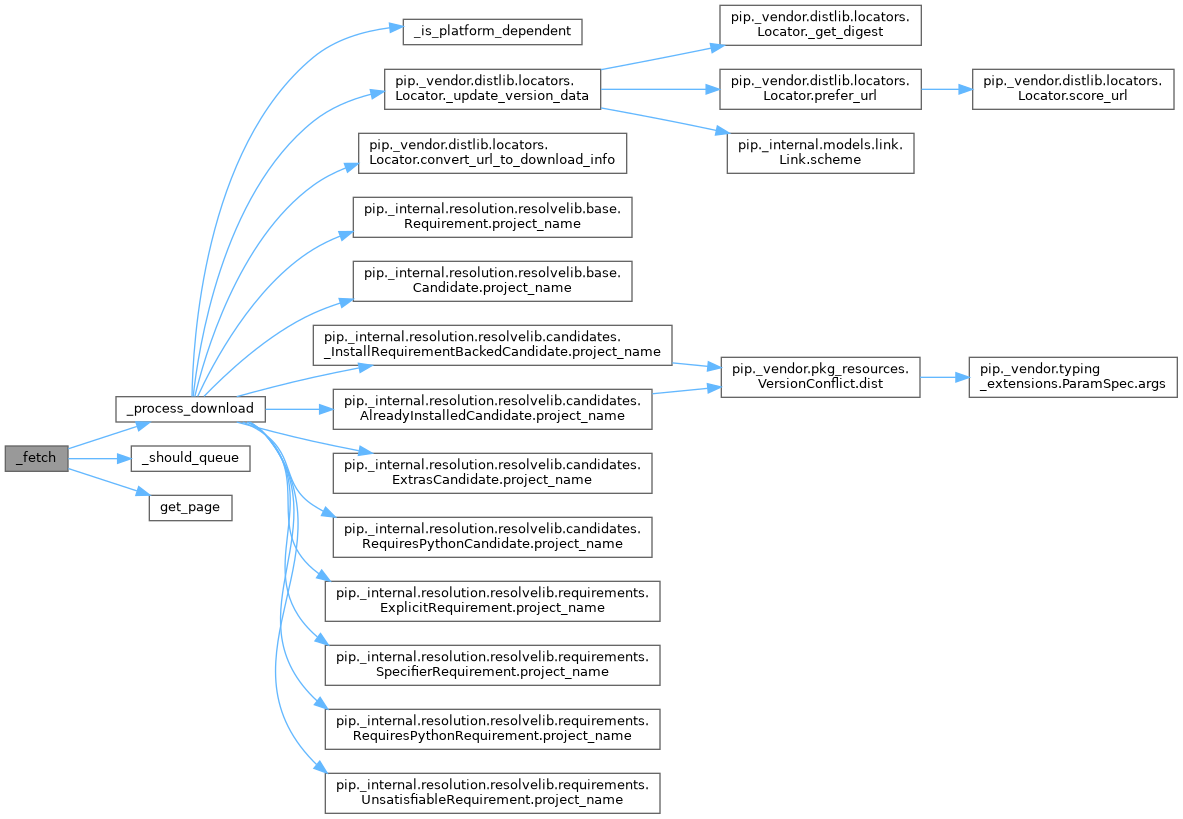 _fetch
_process_download
_should_queue
get_page
_is_platform_dependent
pip._vendor.distlib.locators.
Locator._update_version_data
pip._vendor.distlib.locators.
Locator._get_digest
pip._vendor.distlib.locators.
Locator.prefer_url
pip._vendor.distlib.locators.
Locator.score_url
pip._internal.models.link.
Link.scheme
pip._vendor.distlib.locators.
Locator.convert_url_to_download_info
pip._internal.resolution.resolvelib.base.
Requirement.project_name
pip._internal.resolution.resolvelib.base.
Candidate.project_name
pip._internal.resolution.resolvelib.candidates.
_InstallRequirementBackedCandidate.project_name
pip._vendor.pkg_resources.
VersionConflict.dist
pip._vendor.typing
_extensions.ParamSpec.args
pip._internal.resolution.resolvelib.candidates.
AlreadyInstalledCandidate.project_name
pip._internal.resolution.resolvelib.candidates.
ExtrasCandidate.project_name
pip._internal.resolution.resolvelib.candidates.
RequiresPythonCandidate.project_name
pip._internal.resolution.resolvelib.requirements.
ExplicitRequirement.project_name
pip._internal.resolution.resolvelib.requirements.
SpecifierRequirement.project_name
pip._internal.resolution.resolvelib.requirements.
RequiresPythonRequirement.project_name
pip._internal.resolution.resolvelib.requirements.
UnsatisfiableRequirement.project_name